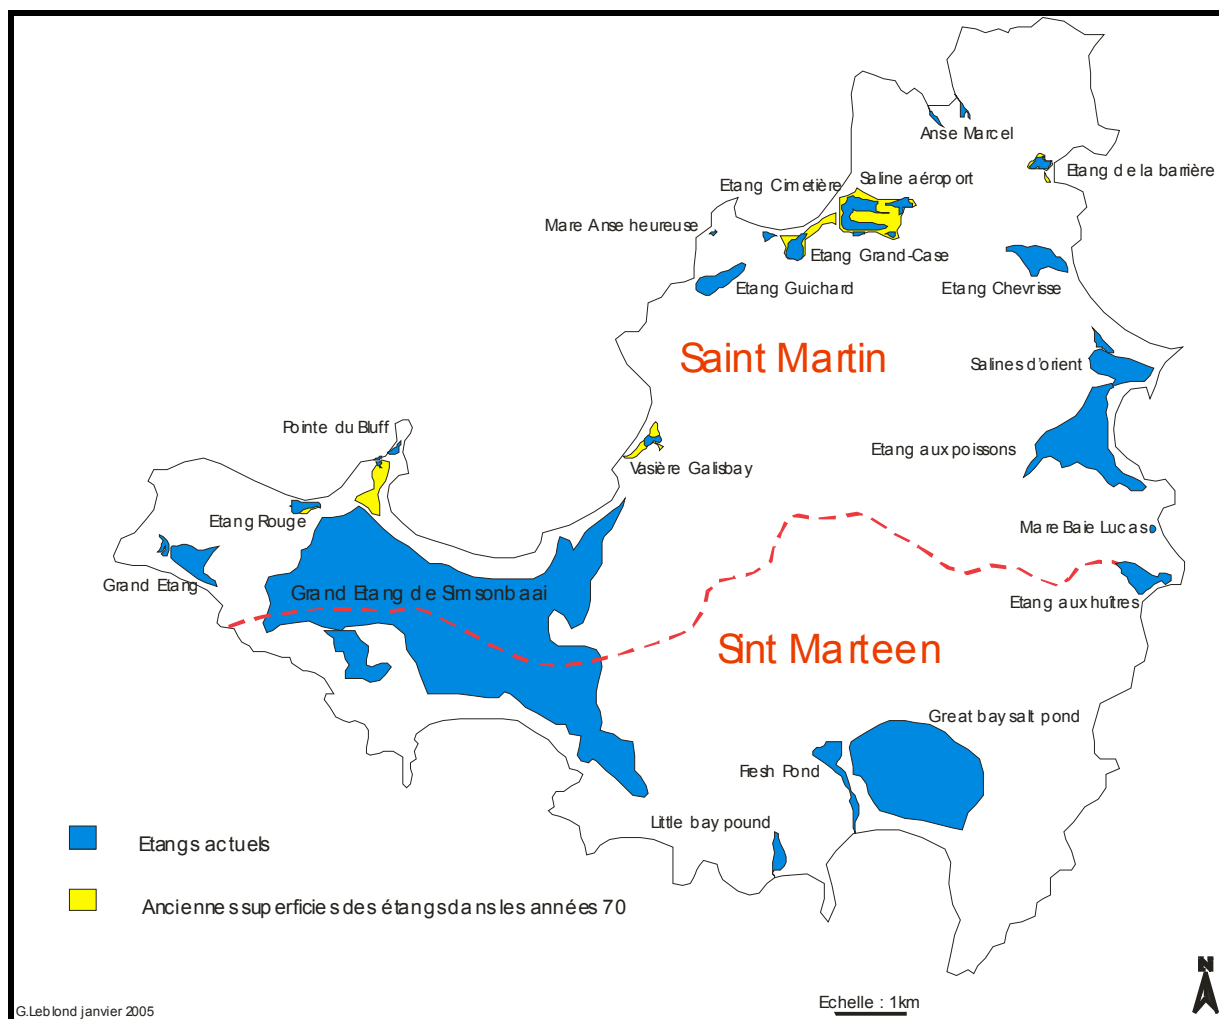 Anse Marcel
Etang de la barrière
Etang Cimetière
Saline aéroport
Mare Anse heureuse
Etang Grand-Case
Etang Guichard
Etang Chevrisse
Saint Martin
Salines d'orient
Pointe du Bluff
Etang aux poissons
Vasière Galisbay
Etang Rouge
Mare Baie Lucas
Grand Etang
Grand Etang de SImsonbaai
Etang aux huîtres
Sint Marteen
Great bay salt pond
Fresh Pond
Little bay pound
Etangs actuels
Anciennes superficies des étangs dans les années 70
N
Echelle : 1km
G.Leblond janvier 2005